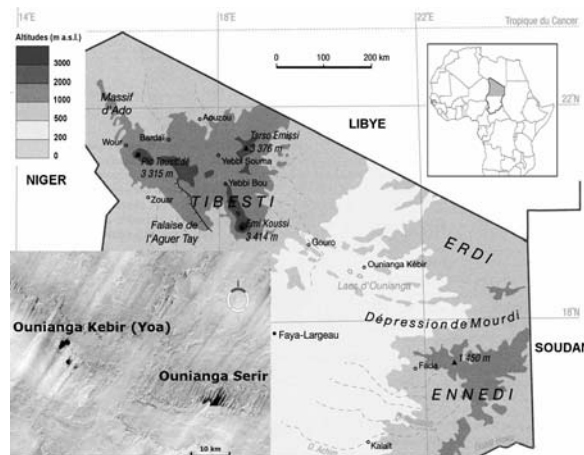 14°E
18°E
22°E
Tropique du Cancer
Altitudes (m a.s.l.)
3000
2000
1000
500
200
0
0
100
200 km
Massif
d'Ado
Aouzou
22°N
LIBYE
Wour
Bardaï
Tarso Emissi
3 376 m
Yebbi Souma
NIGER
3 315 m
Yebbi Bou
TIBESTI
Zouar
Emi Koussi
3 414 m
Falaise de
l'Aguer Tay
Gouro
ERDI
Ounianga Kébir
Lacs d'Ounianga
Ounianga Kebir (Yoa)
18°N
Dépression de Mourdi
Faya-Largeau
SOUDAN
Ounianga Serir
1 450 m
Fada
ENNEDI
10 km
Kalaït